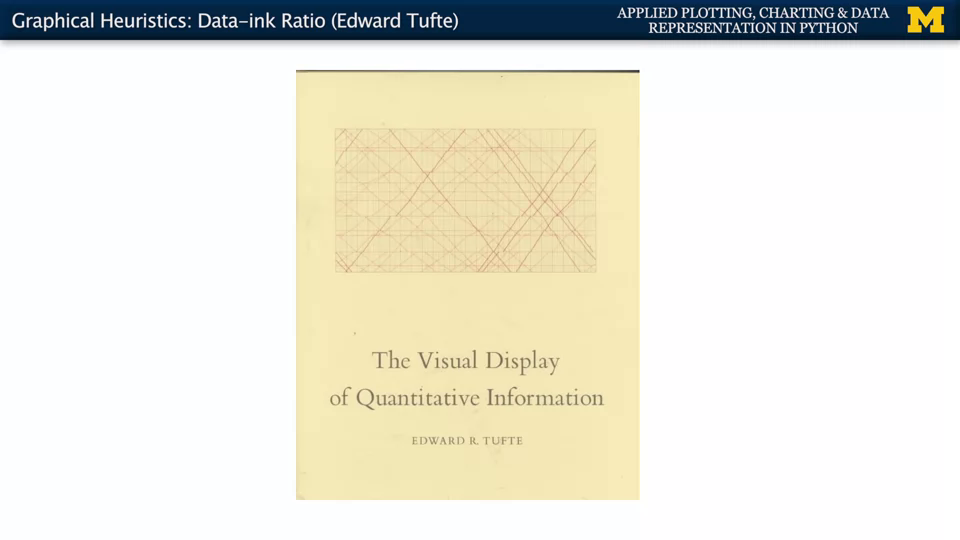 Graphical Heuristics: Data-ink Ratio (Edward Tufte)
APPLIED PLOTTING, CHARTING & DATA
REPRESENTATION IN PYTHON
M
The Visual Display
of Quantitative Information
EDWARD R. TUFTE